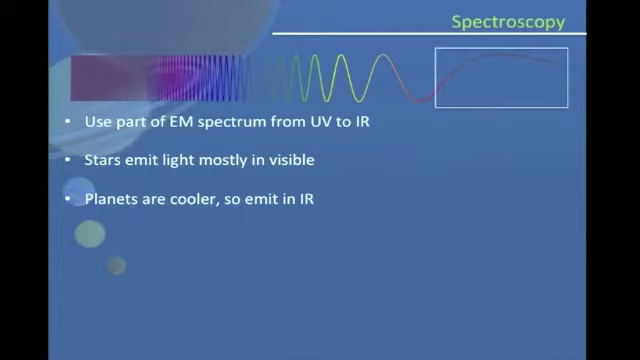 Spectroscopy
• Use part of EM spectrum from UV to IR
• Stars emit light mostly in visible
• Planets are cooler, so emit in IR